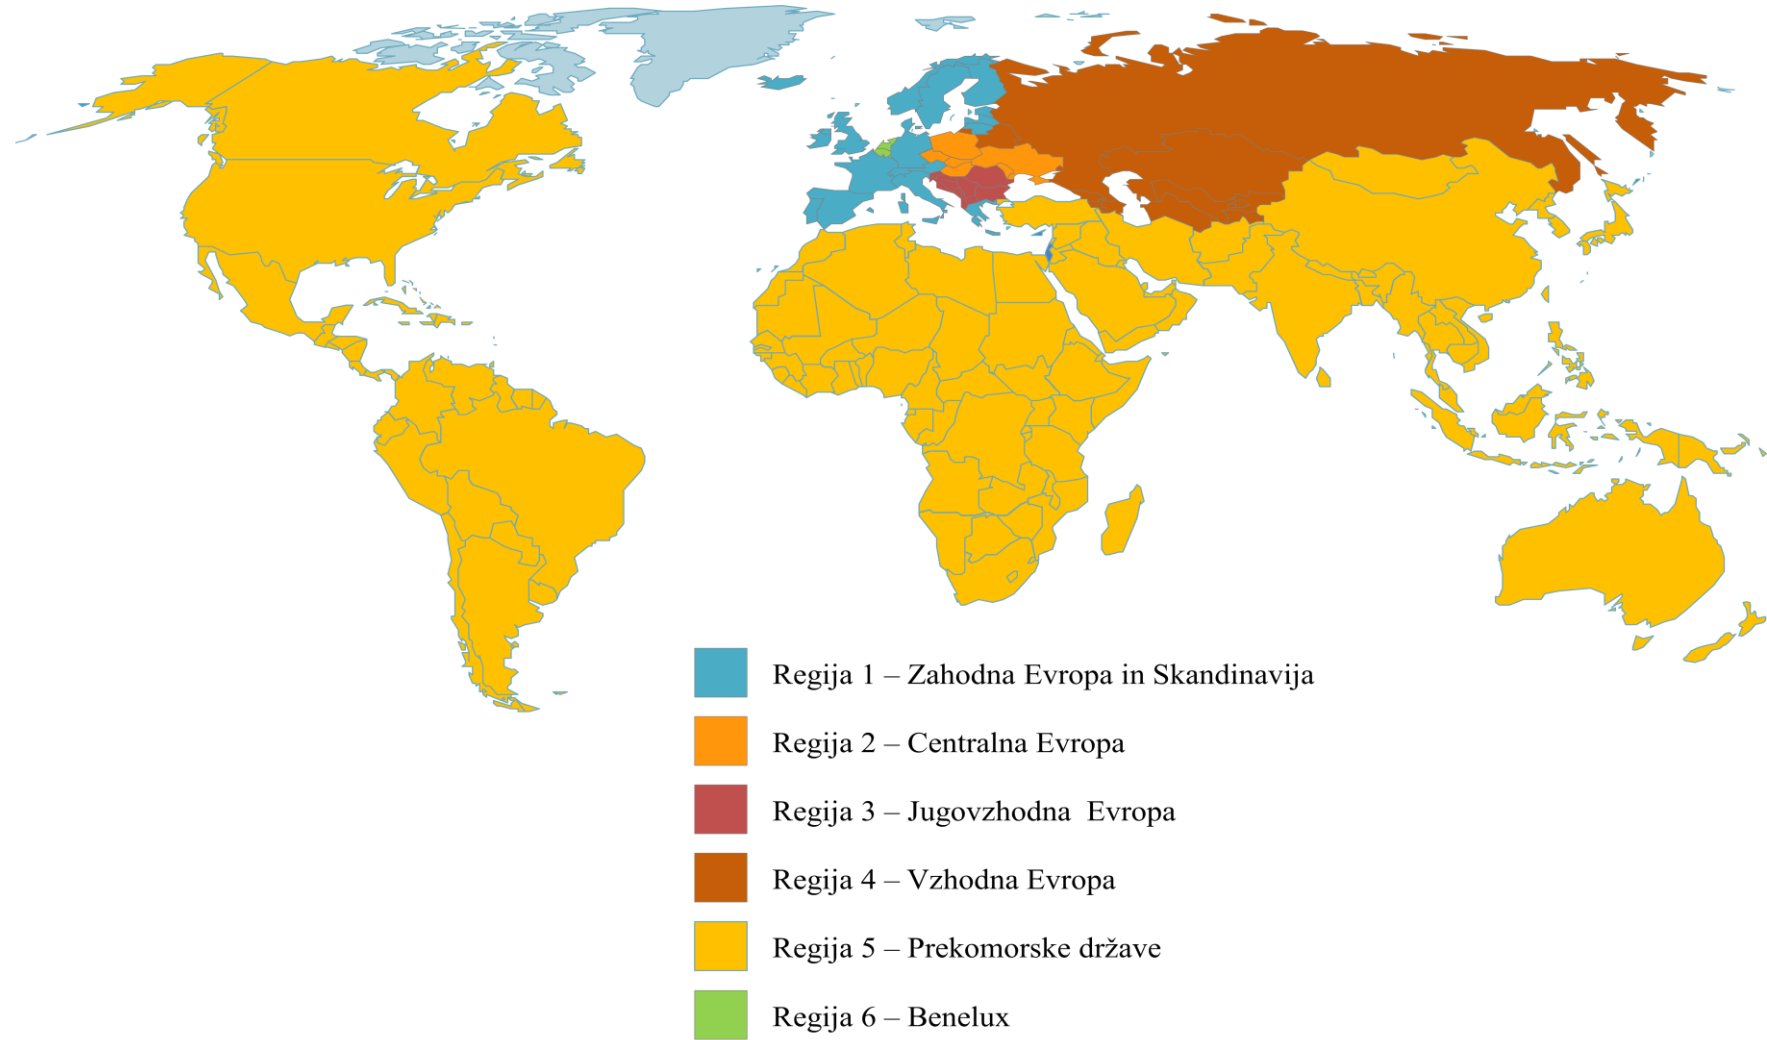 Regija 1 – Zahodna Evropa in Skandinavija
Regija 2 – Centralna Evropa
Regija 3 – Jugovzhodna  Evropa
Regija 4 – Vzhodna Evropa
Regija 5 – Prekomorske države
Regija 6 – Benelux